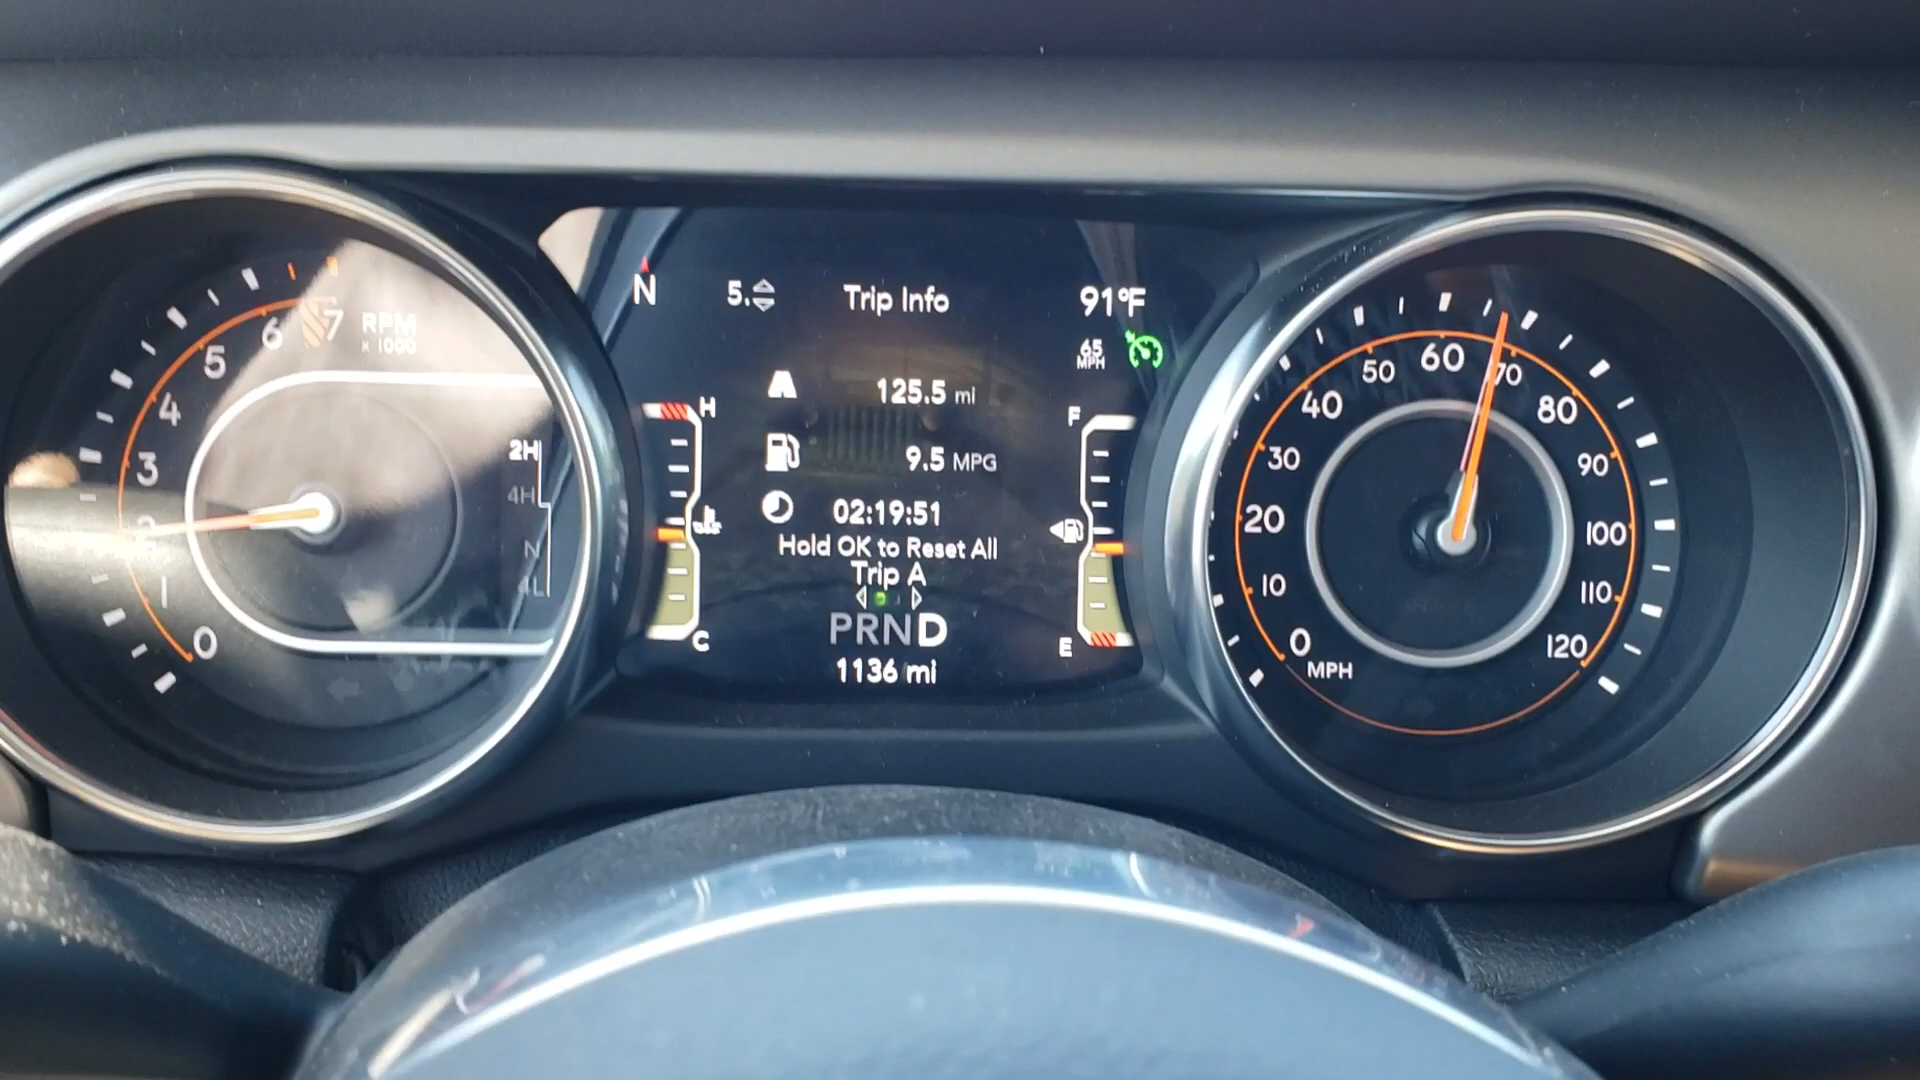 N
5.
Trip Info
91°F
65
MPH
125.5 mi
9.5 MPG
02:19:51
Hold OK to Reset All
Trip A
PRND
1136 mi
H
C
F
E
0
1
2
3
4
5
6
7
RPM
x 1000
2H
4H
N
4L
0
10
20
30
40
50
60
70
80
90
100
110
120
MPH